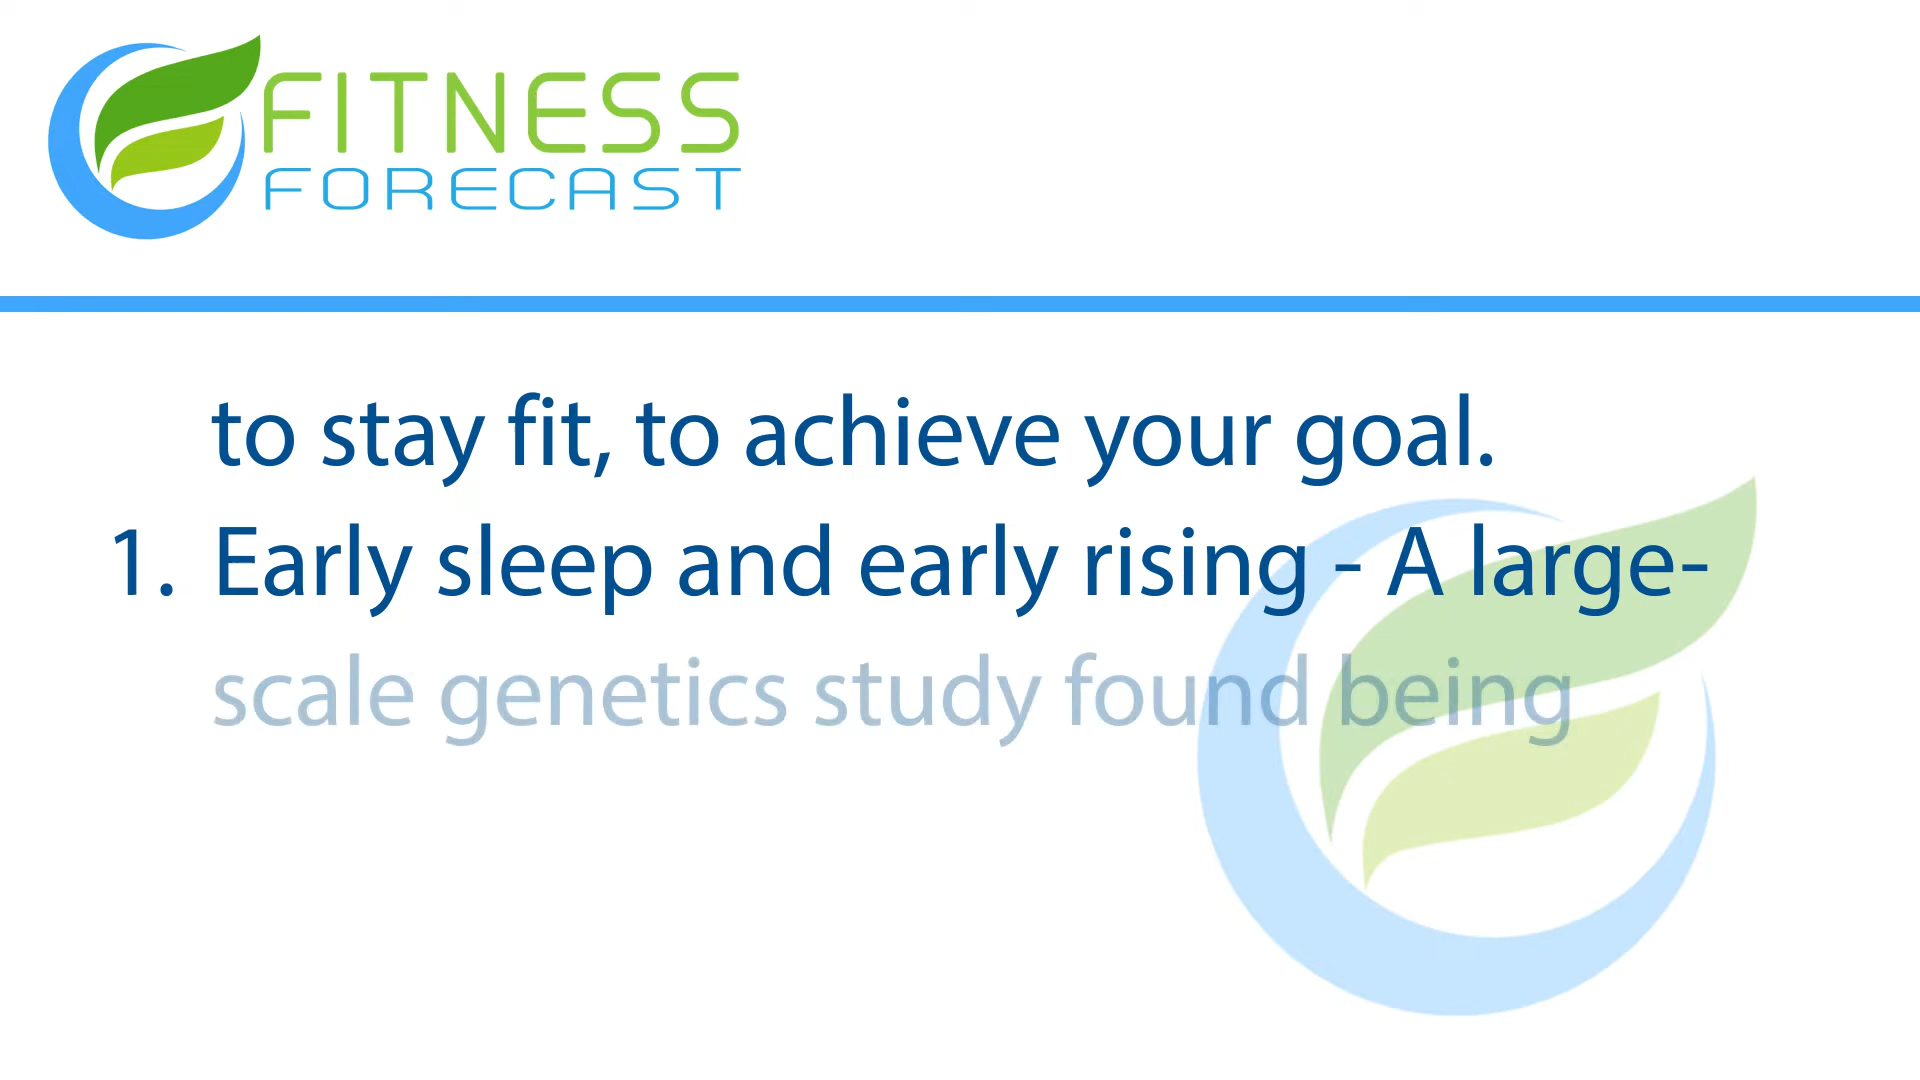 FITNESS
FORECAST
to stay fit, to achieve your goal.
1. Early sleep and early rising - A large-
scale genetics study found being